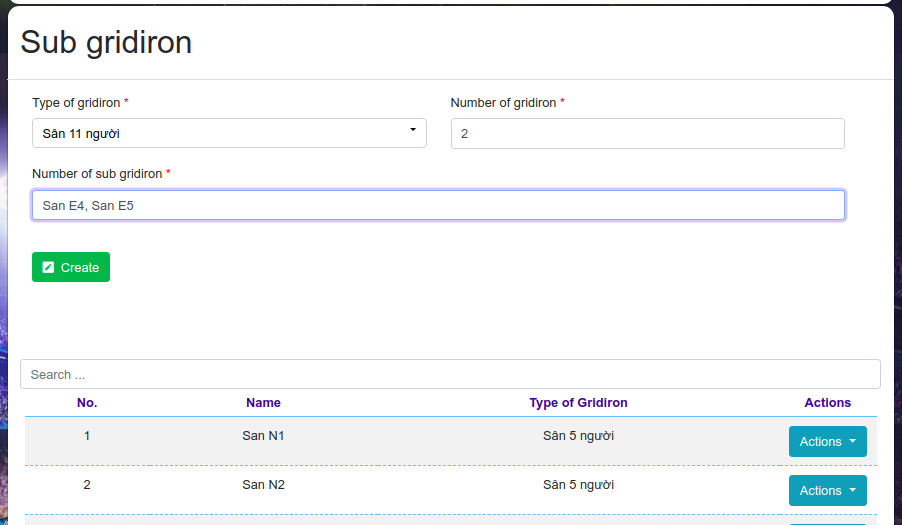 Sub gridiron
Type of gridiron * Number of gridiron *
Sân 11 người 2
Number of sub gridiron *
San E4, San E5
Create
Search ...
No. Name Type of Gridiron Actions
1 San N1 Sân 5 người Actions
2 San N2 Sân 5 người Actions